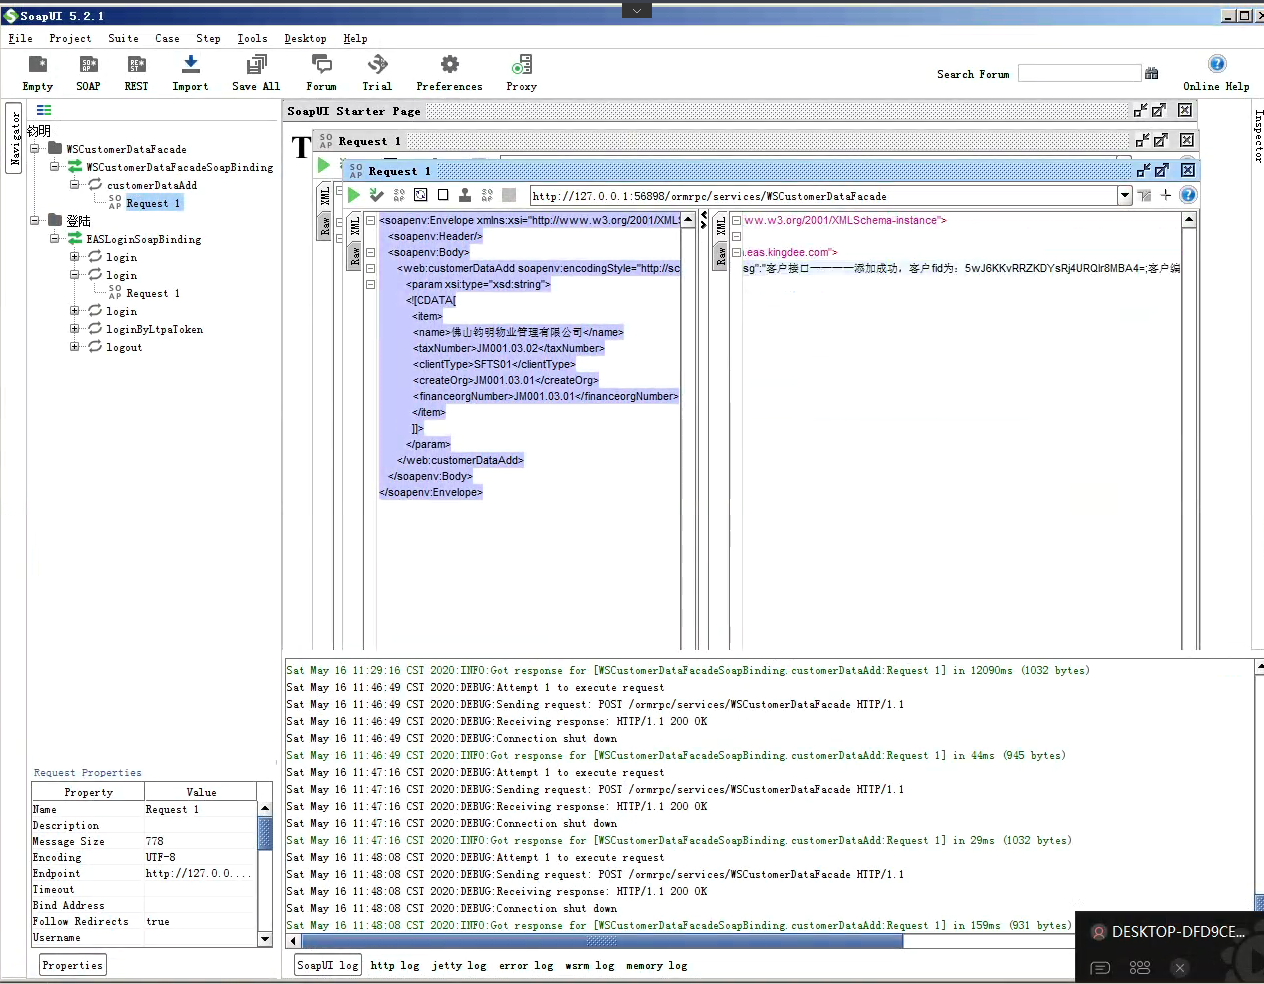 SoapUI 5.2.1
File Project Suite Case Step Tools Desktop Help
Empty SOAP REST Import Save All Forum Trial Preferences Proxy
Search Forum
Online Help
Navigator
Inspector
钧明
WSCustomerDataFacade
WSCustomerDataFacadeSoapBinding
customerDataAdd
Request 1
登陆
EASLoginSoapBinding
login
login
Request 1
login
loginByLtpaToken
logout
SoapUI Starter Page
T
Request 1
Request 1
http://127.0.0.1:56898/ormrpc/services/WSCustomerDataFacade
XML
Raw
XML
Raw
<soapenv:Envelope xmlns:xsi="http://www.w3.org/2001/XMLS
<soapenv:Header/>
<soapenv:Body>
<web:customerDataAdd soapenv:encodingStyle="http://sc
<param xsi:type="xsd:string">
<![CDATA[
<item>
<name>佛山钧明物业管理有限公司</name>
<taxNumber>JM001.03.02</taxNumber>
<clientType>SFTS01</clientType>
<createOrg>JM001.03.01</createOrg>
<financeorgNumber>JM001.03.01</financeorgNumber>
</item>
]]>
</param>
</web:customerDataAdd>
</soapenv:Body>
</soapenv:Envelope>
XML
Raw
ww.w3.org/2001/XMLSchema-instance">
.eas.kingdee.com">
sg":"客户接口————添加成功，客户fid为：5wJ6KKvRRZKDYsRj4URQlr8MBA4=;客户编
Sat May 16 11:29:16 CST 2020:INFO:Got response for [WSCustomerDataFacadeSoapBinding.customerDataAdd:Request 1] in 12090ms (1032 bytes)
Sat May 16 11:46:49 CST 2020:DEBUG:Attempt 1 to execute request
Sat May 16 11:46:49 CST 2020:DEBUG:Sending request: POST /ormrpc/services/WSCustomerDataFacade HTTP/1.1
Sat May 16 11:46:49 CST 2020:DEBUG:Receiving response: HTTP/1.1 200 OK
Sat May 16 11:46:49 CST 2020:DEBUG:Connection shut down
Sat May 16 11:46:49 CST 2020:INFO:Got response for [WSCustomerDataFacadeSoapBinding.customerDataAdd:Request 1] in 44ms (945 bytes)
Sat May 16 11:47:16 CST 2020:DEBUG:Attempt 1 to execute request
Sat May 16 11:47:16 CST 2020:DEBUG:Sending request: POST /ormrpc/services/WSCustomerDataFacade HTTP/1.1
Sat May 16 11:47:16 CST 2020:DEBUG:Receiving response: HTTP/1.1 200 OK
Sat May 16 11:47:16 CST 2020:DEBUG:Connection shut down
Sat May 16 11:47:16 CST 2020:INFO:Got response for [WSCustomerDataFacadeSoapBinding.customerDataAdd:Request 1] in 29ms (1032 bytes)
Sat May 16 11:48:08 CST 2020:DEBUG:Attempt 1 to execute request
Sat May 16 11:48:08 CST 2020:DEBUG:Sending request: POST /ormrpc/services/WSCustomerDataFacade HTTP/1.1
Sat May 16 11:48:08 CST 2020:DEBUG:Receiving response: HTTP/1.1 200 OK
Sat May 16 11:48:08 CST 2020:DEBUG:Connection shut down
Sat May 16 11:48:08 CST 2020:INFO:Got response for [WSCustomerDataFacadeSoapBinding.customerDataAdd:Request 1] in 159ms (931 bytes)
Request Properties
Property Value
Name Request 1
Description
Message Size 778
Encoding UTF-8
Endpoint http://127.0.0....
Timeout
Bind Address
Follow Redirects true
Username
Properties
SoapUI log http log jetty log error log wsrm log memory log
DESKTOP-DFD9CE...